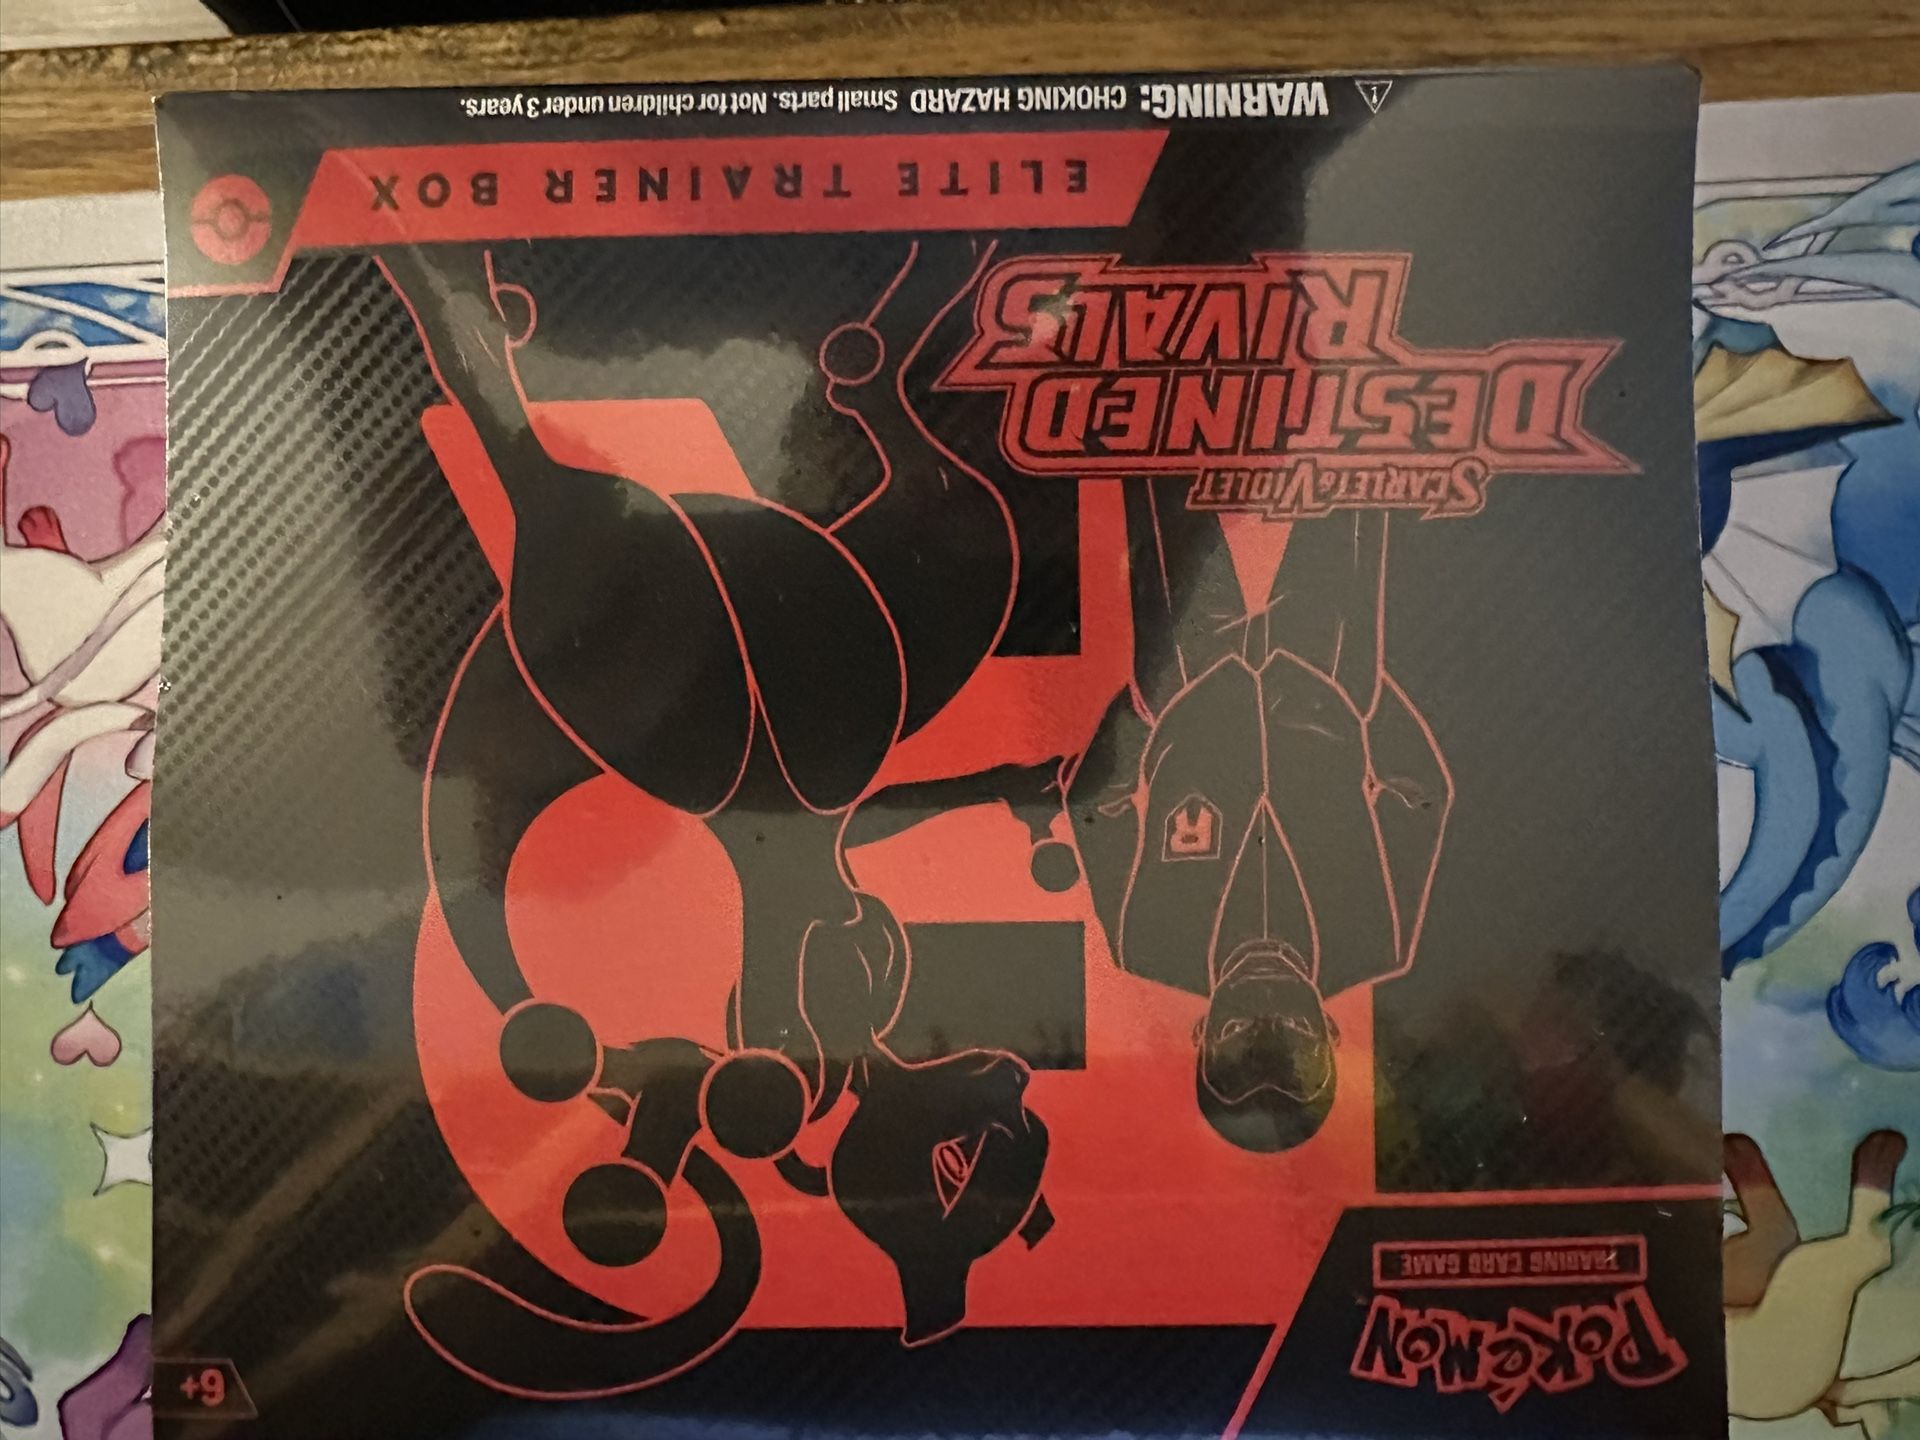 POKéMON
TRADING CARD GAME
6+
R
SCARLET & VIOLET
DESTINED
RIVALS
ELITE TRAINER BOX
WARNING: CHOKING HAZARD Small parts. Not for children under 3 years.